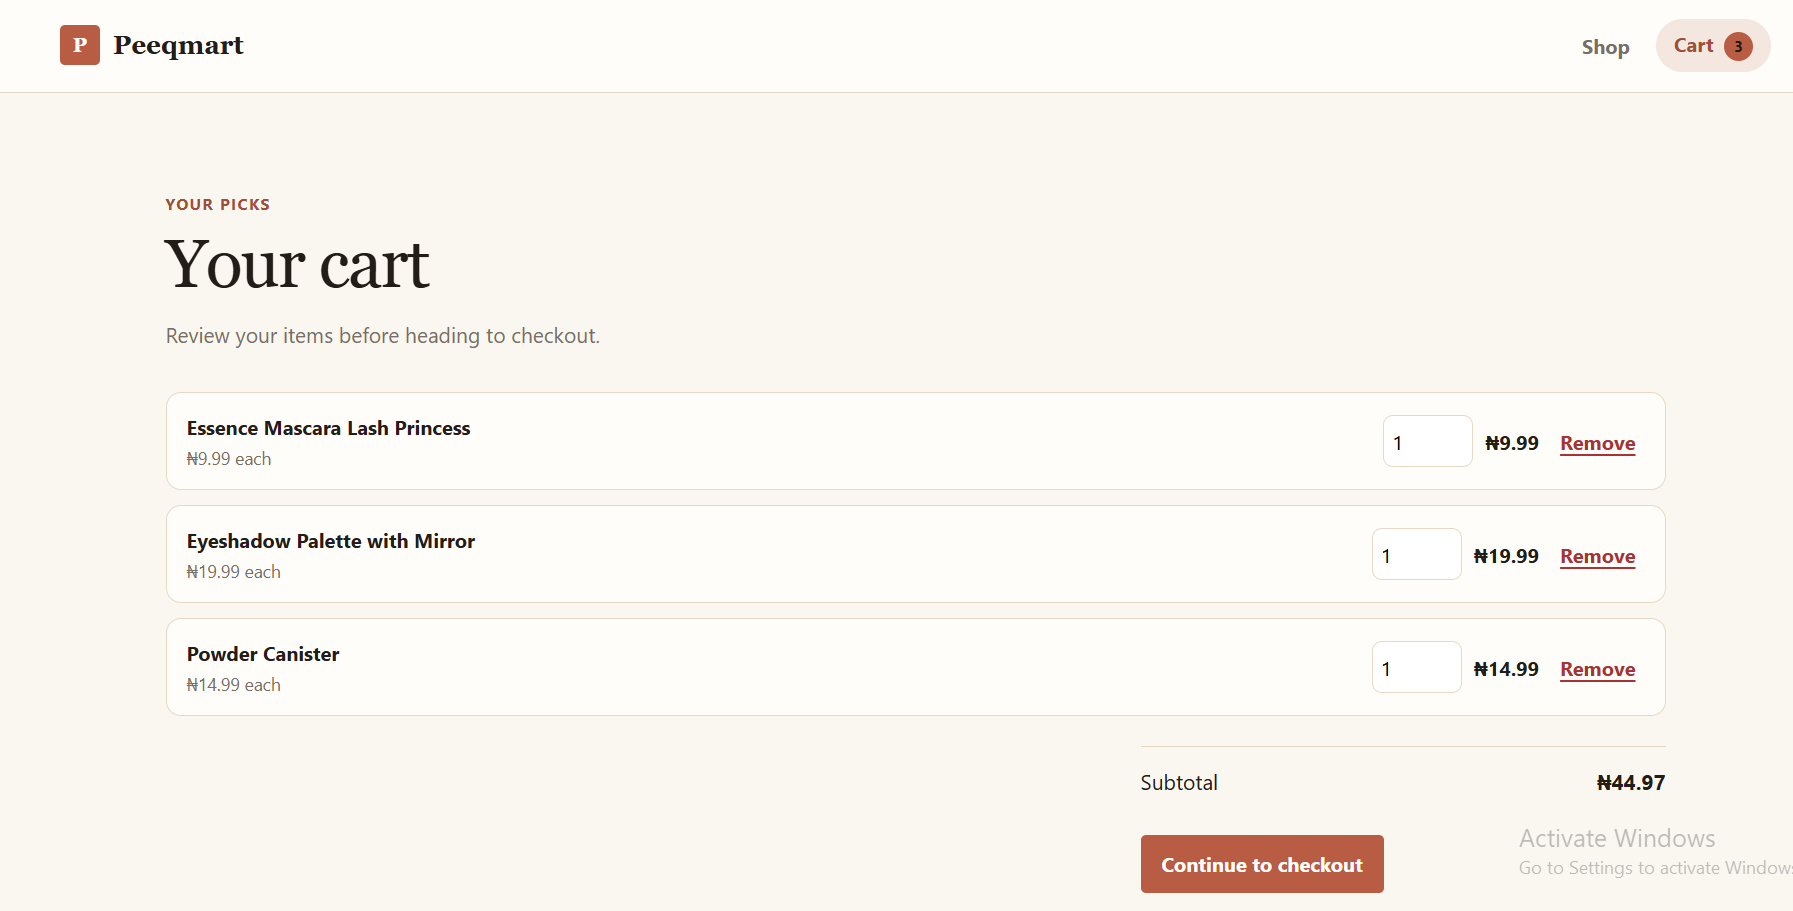 P Peeqmart
Shop
Cart 3
YOUR PICKS
Your cart
Review your items before heading to checkout.
Essence Mascara Lash Princess
₦9.99 each
1 ₦9.99 Remove
Eyeshadow Palette with Mirror
₦19.99 each
1 ₦19.99 Remove
Powder Canister
₦14.99 each
1 ₦14.99 Remove
Subtotal ₦44.97
Continue to checkout
Activate Windows
Go to Settings to activate Windows